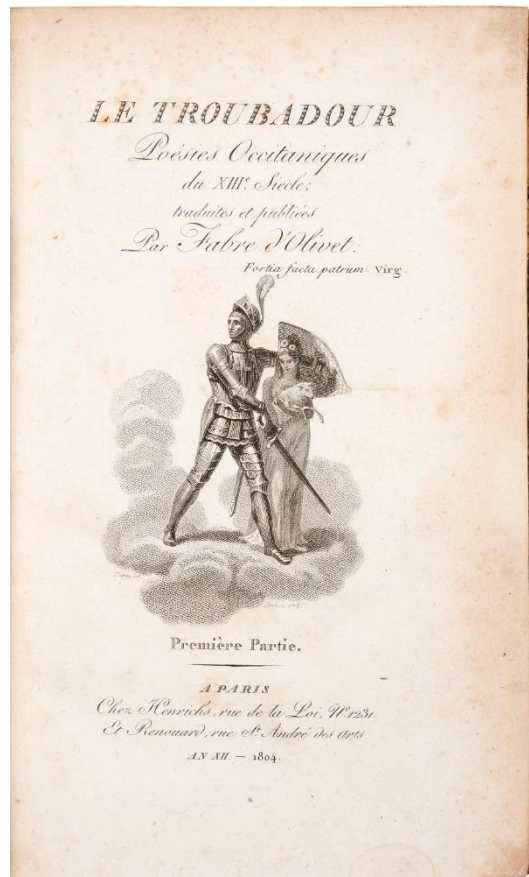 LE TROUBADOUR
Poésies Occitaniques
du XIIIe. Siecle;
traduites et publiées
Par Fabre d'Olivet.
Fortia facta patrum. Virg.
Première Partie.
A PARIS
Chez Henrichs, rue de la Loi, No. 1231.
Et Renouard, rue St. André des Arts.
AN XII. — 1804.